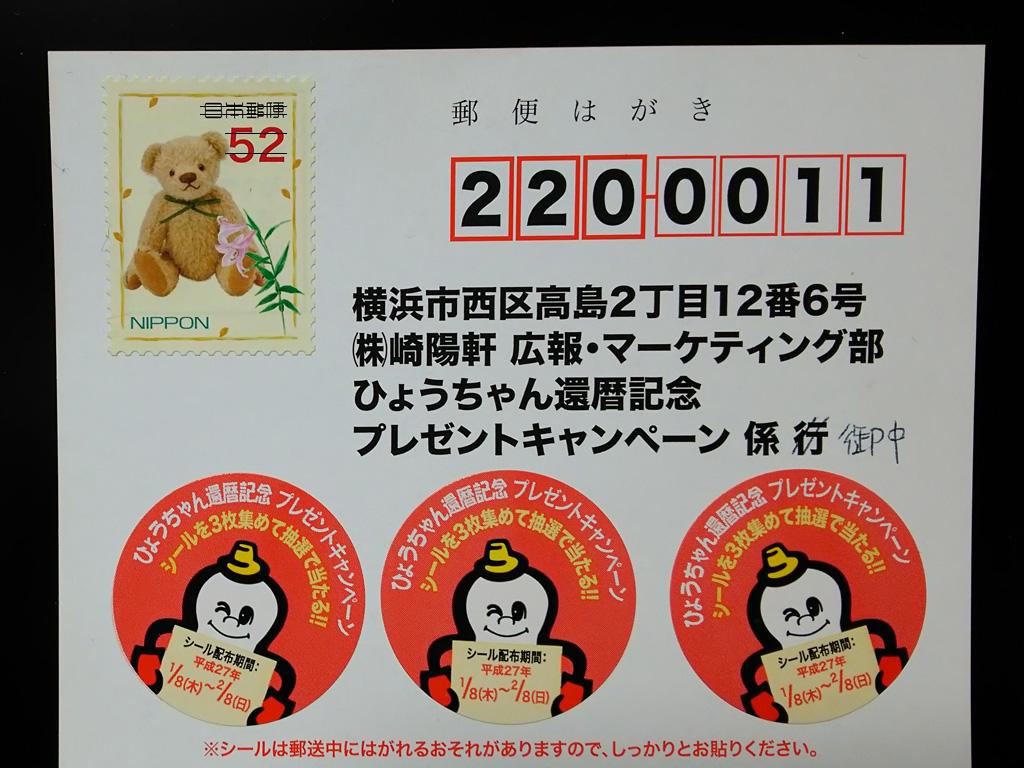 日本郵便
52
NIPPON
郵便はがき
220-0011
横浜市西区高島2丁目12番6号
㈱崎陽軒 広報・マーケティング部
ひょうちゃん還暦記念
プレゼントキャンペーン 係 行 御中
ひょうちゃん還暦記念 プレゼントキャンペーン
シールを3枚集めて抽選で当たる!!
シール配布期間:
平成27年
1/8(木)～2/8(日)
ひょうちゃん還暦記念 プレゼントキャンペーン
シールを3枚集めて抽選で当たる!!
シール配布期間:
平成27年
1/8(木)～2/8(日)
ひょうちゃん還暦記念 プレゼントキャンペーン
シールを3枚集めて抽選で当たる!!
シール配布期間:
平成27年
1/8(木)～2/8(日)
※シールは郵送中にはがれるおそれがありますので、しっかりとお貼りください。